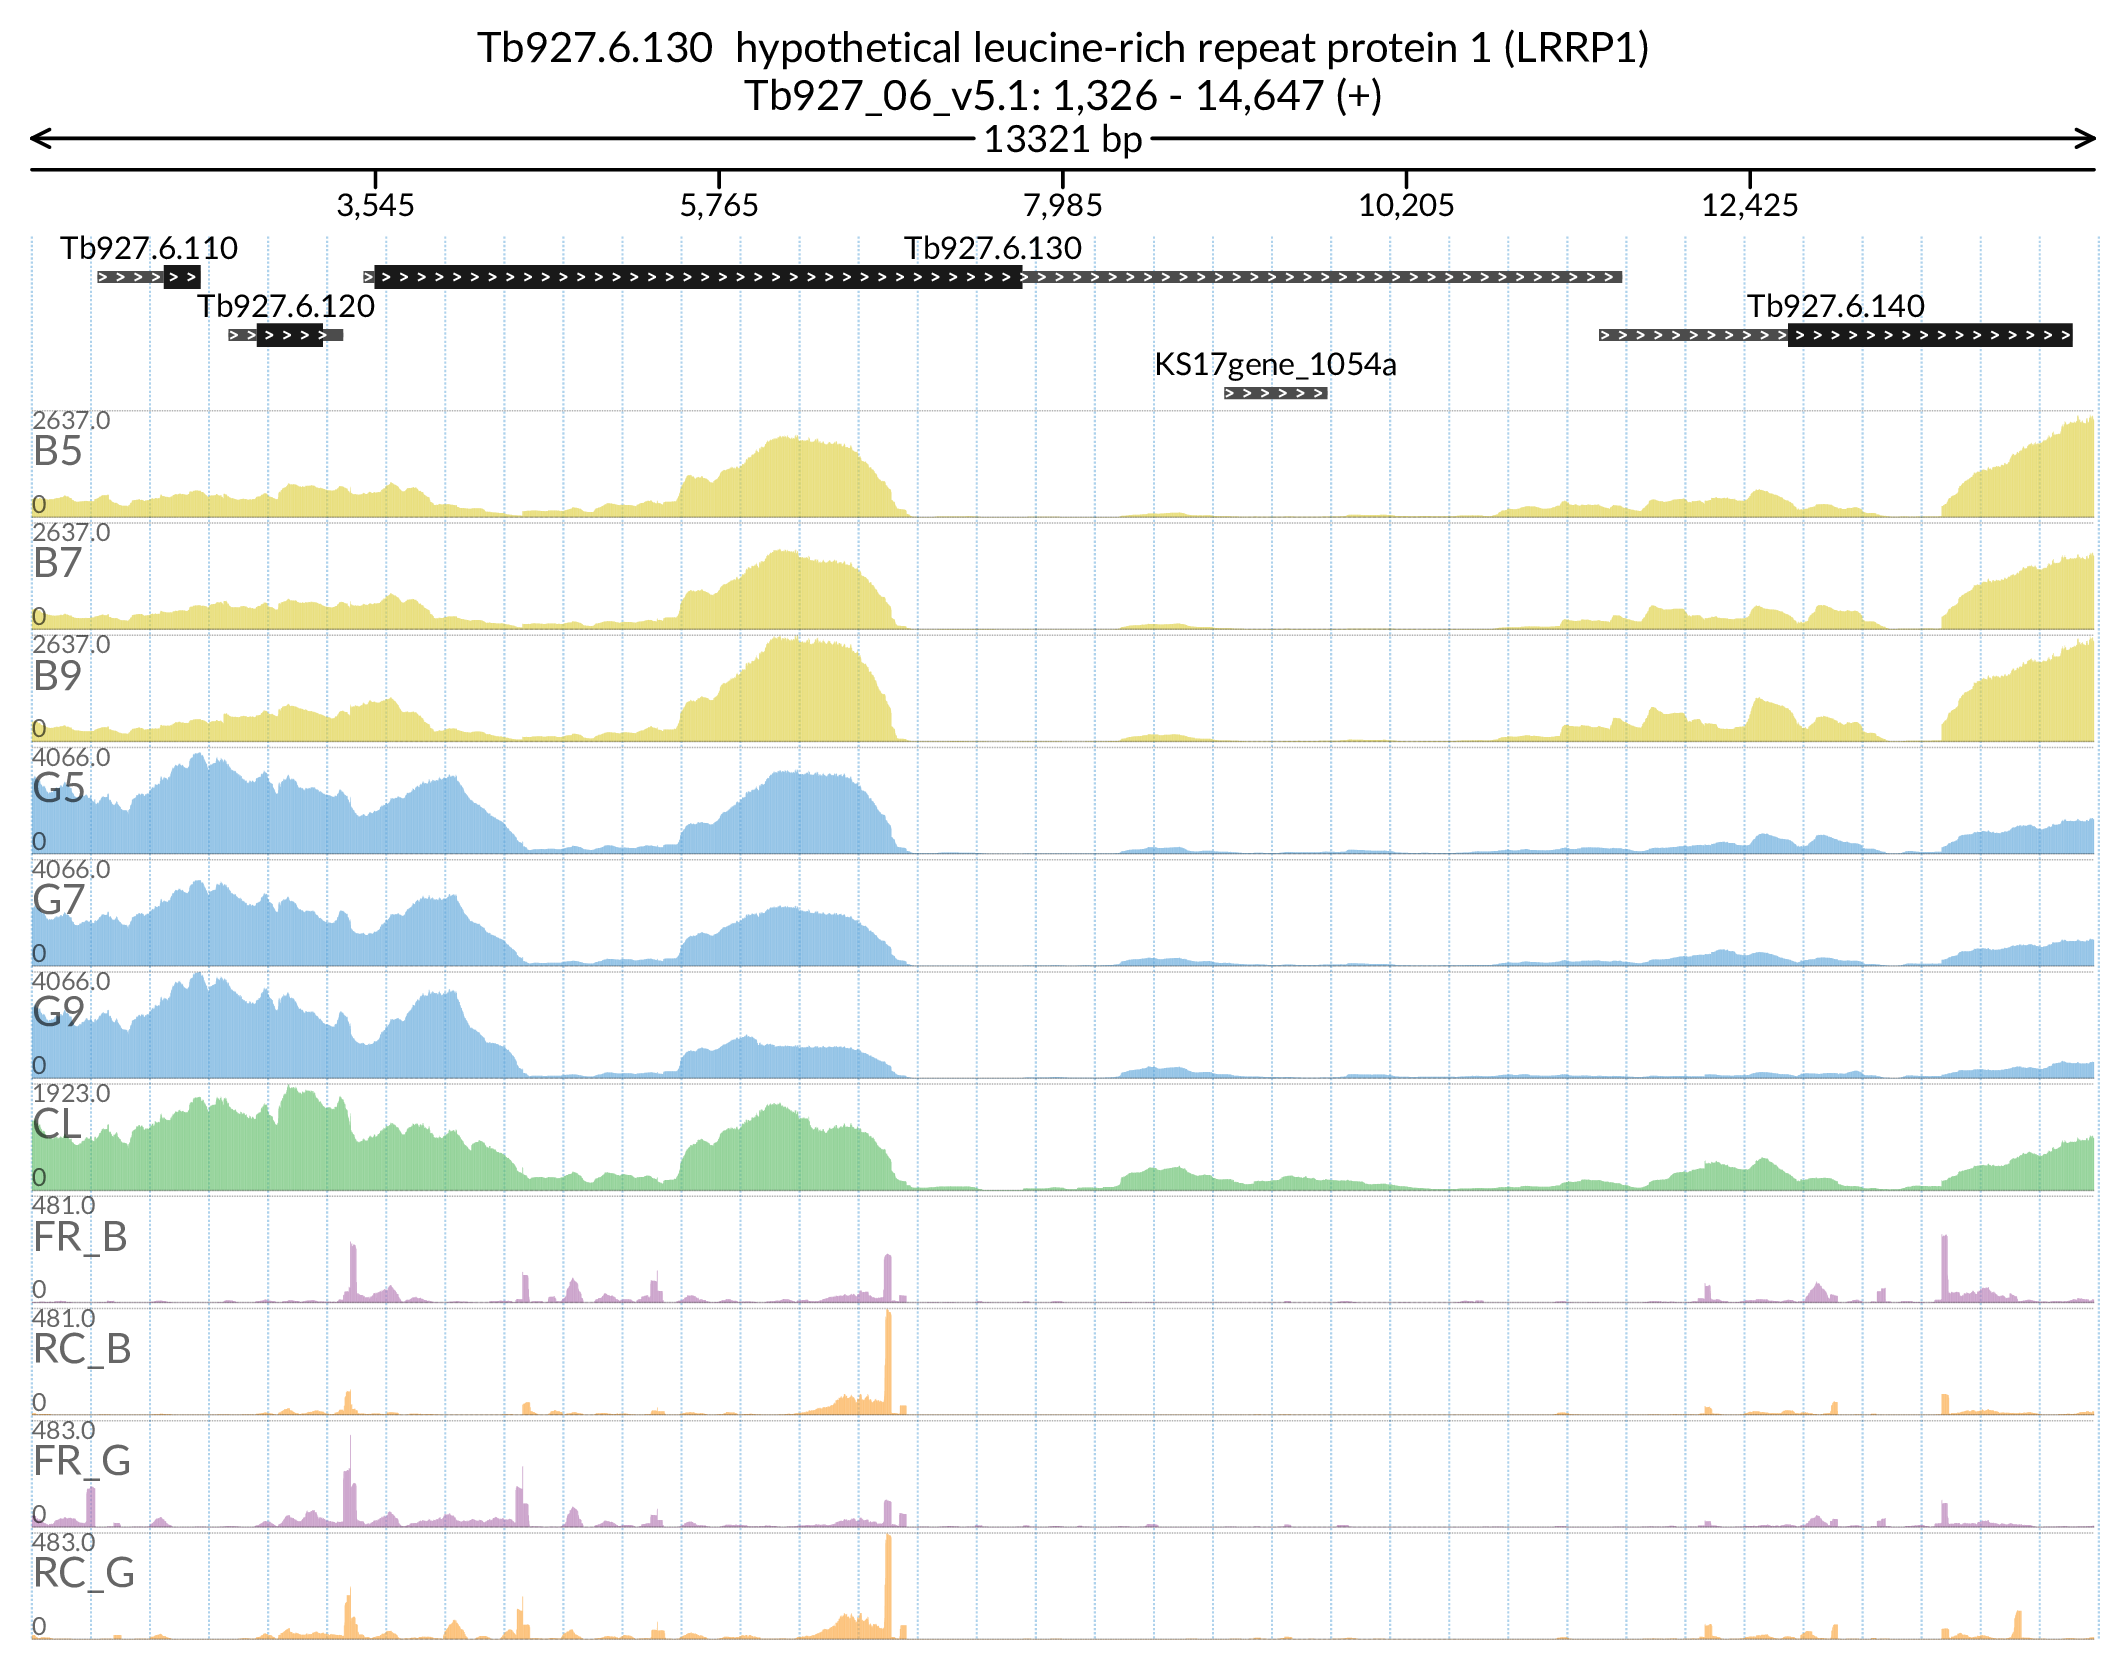 Tb927.6.130 hypothetical leucine-rich repeat protein 1 (LRRP1)
Tb927_06_v5.1: 1,326 - 14,647 (+)
13321 bp
3,545 5,765 7,985 10,205 12,425
Tb927.6.110 Tb927.6.130
Tb927.6.120 Tb927.6.140
KS17gene_1054a
2637.0
B5
0
2637.0
B7
0
2637.0
B9
0
4066.0
G5
0
4066.0
G7
0
4066.0
G9
0
1923.0
CL
0
481.0
FR_B
0
481.0
RC_B
0
483.0
FR_G
0
483.0
RC_G
0